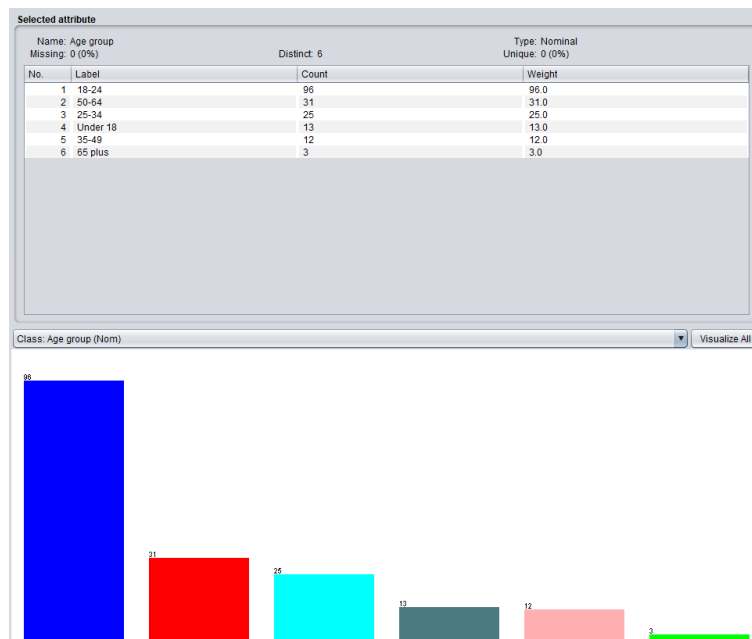 Selected attribute
Name: Age group Type: Nominal
Missing: 0 (0%) Distinct: 6 Unique: 0 (0%)
No. Label Count Weight
1 18-24 96 96.0
2 50-64 31 31.0
3 25-34 25 25.0
4 Under 18 13 13.0
5 35-49 12 12.0
6 65 plus 3 3.0
Class: Age group (Nom) Visualize All
96
31
25
13
12
3